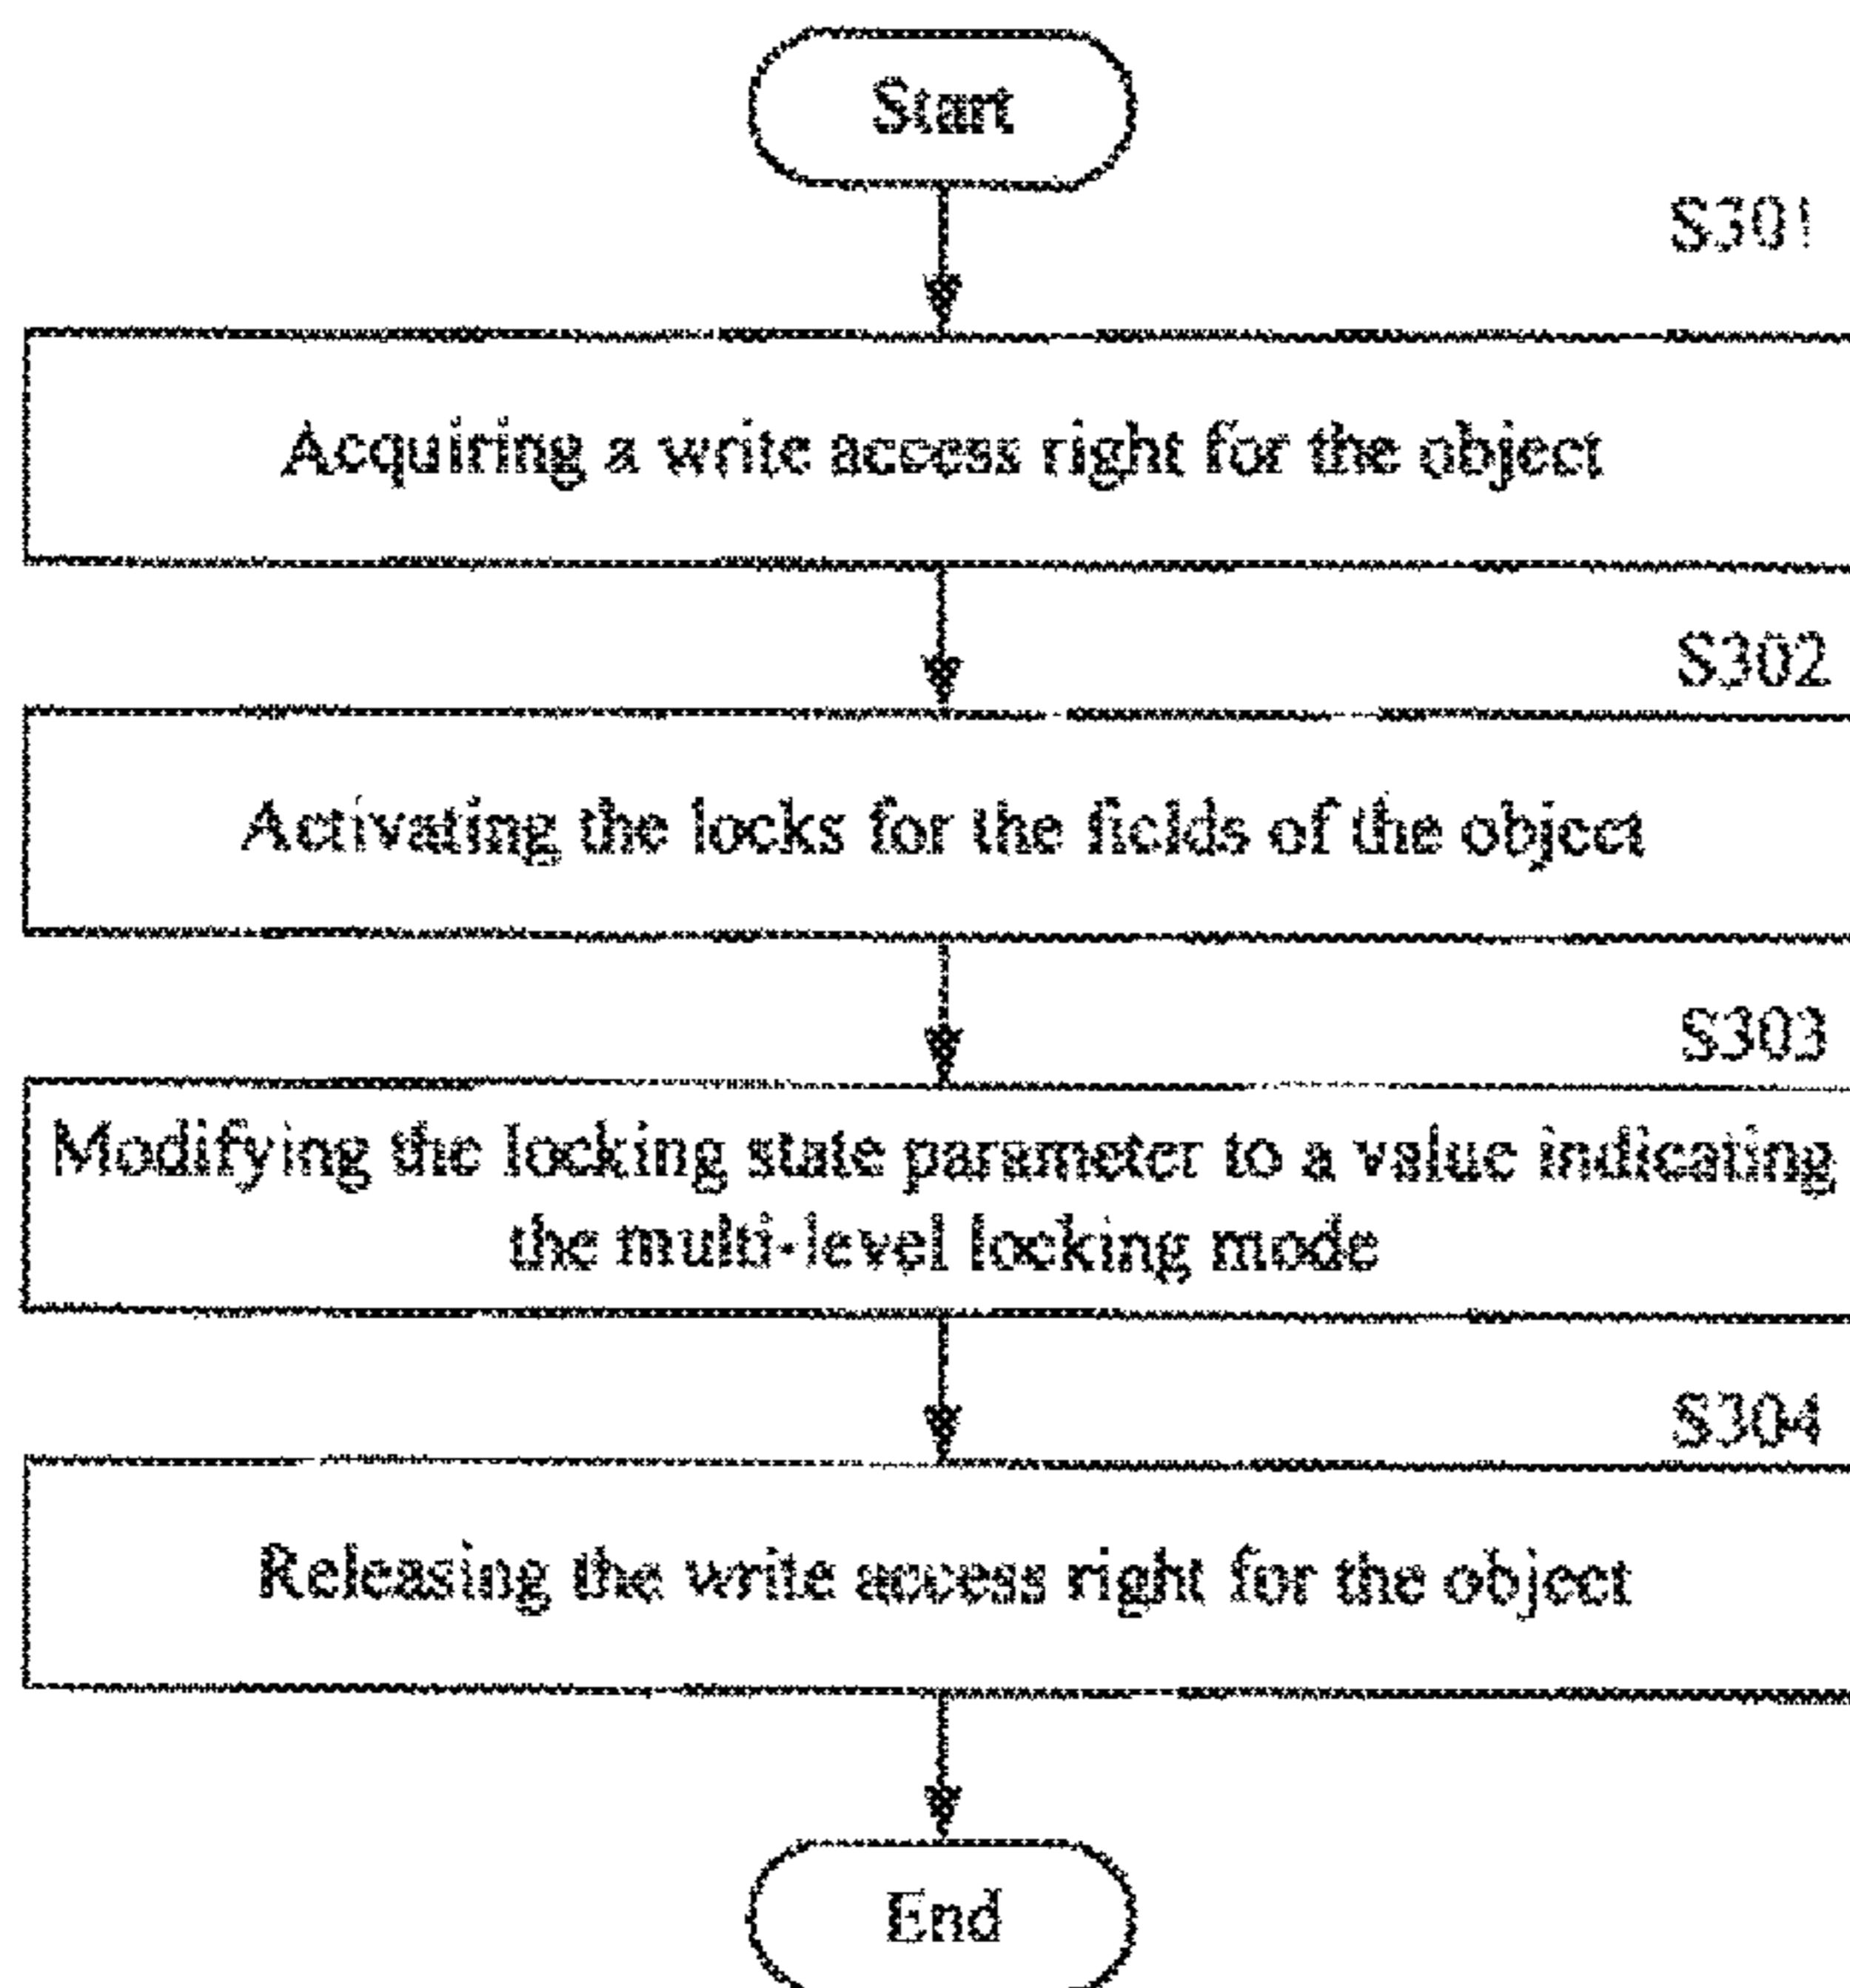 Start
S301
Acquiring a write access right for the object
S302
Activating the locks for the fields of the object
S303
Modifying the locking state parameter to a value indicating
the multi-level locking mode
S304
Releasing the write access right for the object
End